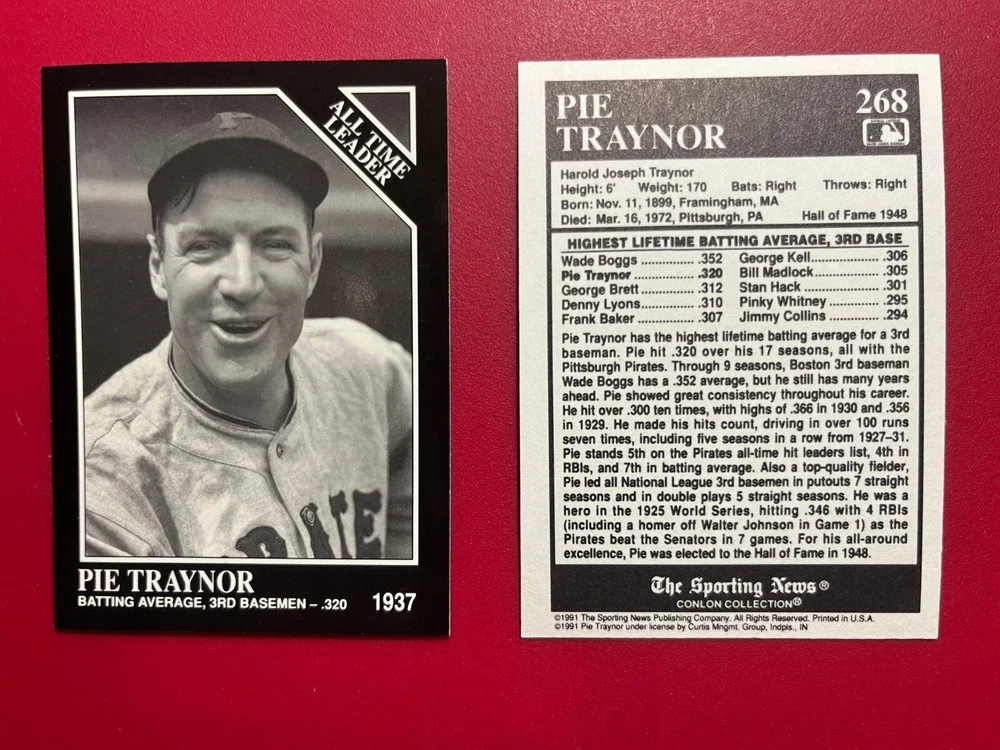 ALL TIME
LEADER
PIE TRAYNOR
BATTING AVERAGE, 3RD BASEMEN – .320 1937
PIE 268
TRAYNOR
Harold Joseph Traynor
Height: 6' Weight: 170 Bats: Right Throws: Right
Born: Nov. 11, 1899, Framingham, MA
Died: Mar. 16, 1972, Pittsburgh, PA Hall of Fame 1948
HIGHEST LIFETIME BATTING AVERAGE, 3RD BASE
Wade Boggs ............... .352 George Kell.................... .306
Pie Traynor ................ .320 Bill Madlock................... .305
George Brett............... .312 Stan Hack ..................... .301
Denny Lyons.............. .310 Pinky Whitney .............. .295
Frank Baker ............... .307 Jimmy Collins .............. .294
Pie Traynor has the highest lifetime batting average for a 3rd
baseman. Pie hit .320 over his 17 seasons, all with the
Pittsburgh Pirates. Through 9 seasons, Boston 3rd baseman
Wade Boggs has a .352 average, but he still has many years
ahead. Pie showed great consistency throughout his career.
He hit over .300 ten times, with highs of .366 in 1930 and .356
in 1929. He made his hits count, driving in over 100 runs
seven times, including five seasons in a row from 1927–31.
Pie stands 5th on the Pirates all-time hit leaders list, 4th in
RBIs, and 7th in batting average. Also a top-quality fielder,
Pie led all National League 3rd basemen in putouts 7 straight
seasons and in double plays 5 straight seasons. He was a
hero in the 1925 World Series, hitting .346 with 4 RBIs
(including a homer off Walter Johnson in Game 1) as the
Pirates beat the Senators in 7 games. For his all-around
excellence, Pie was elected to the Hall of Fame in 1948.
The Sporting News®
CONLON COLLECTION®
©1991 The Sporting News Publishing Company. All Rights Reserved. Printed in U.S.A.
©1991 Pie Traynor under license by Curtis Mngmt. Group, Indpls., IN